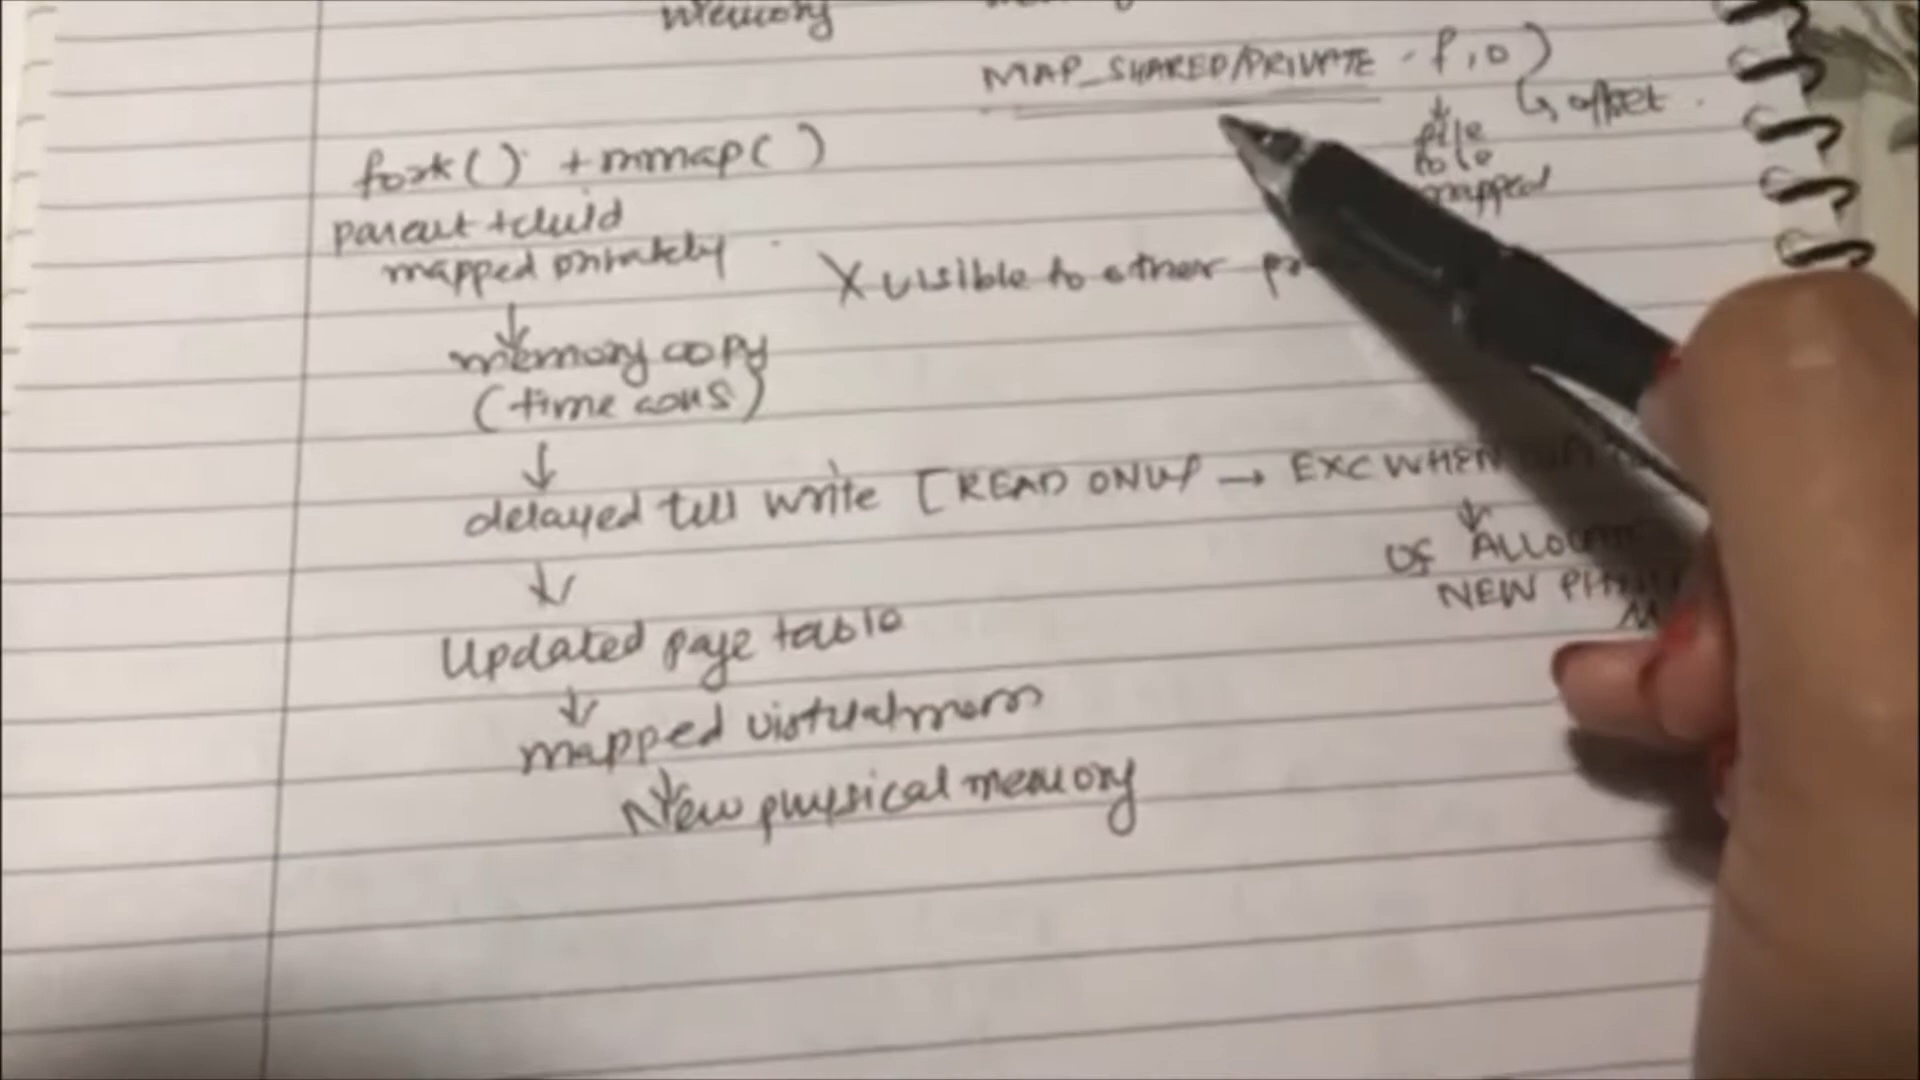 memory
MAP_SHARED/PRIVATE - f, 0)
↳ offset.
file
to be
mapped
fork() + mmap( )
parent + child
mapped privately
X visible to other
↓
memory copy
(time cons)
↓
delayed till write [READ ONLY → EXC WHEN
↓
OS ALLOCAT
NEW PHY
M
↓
Updated page table
↓
mapped virtual mem
↓
New physical memory